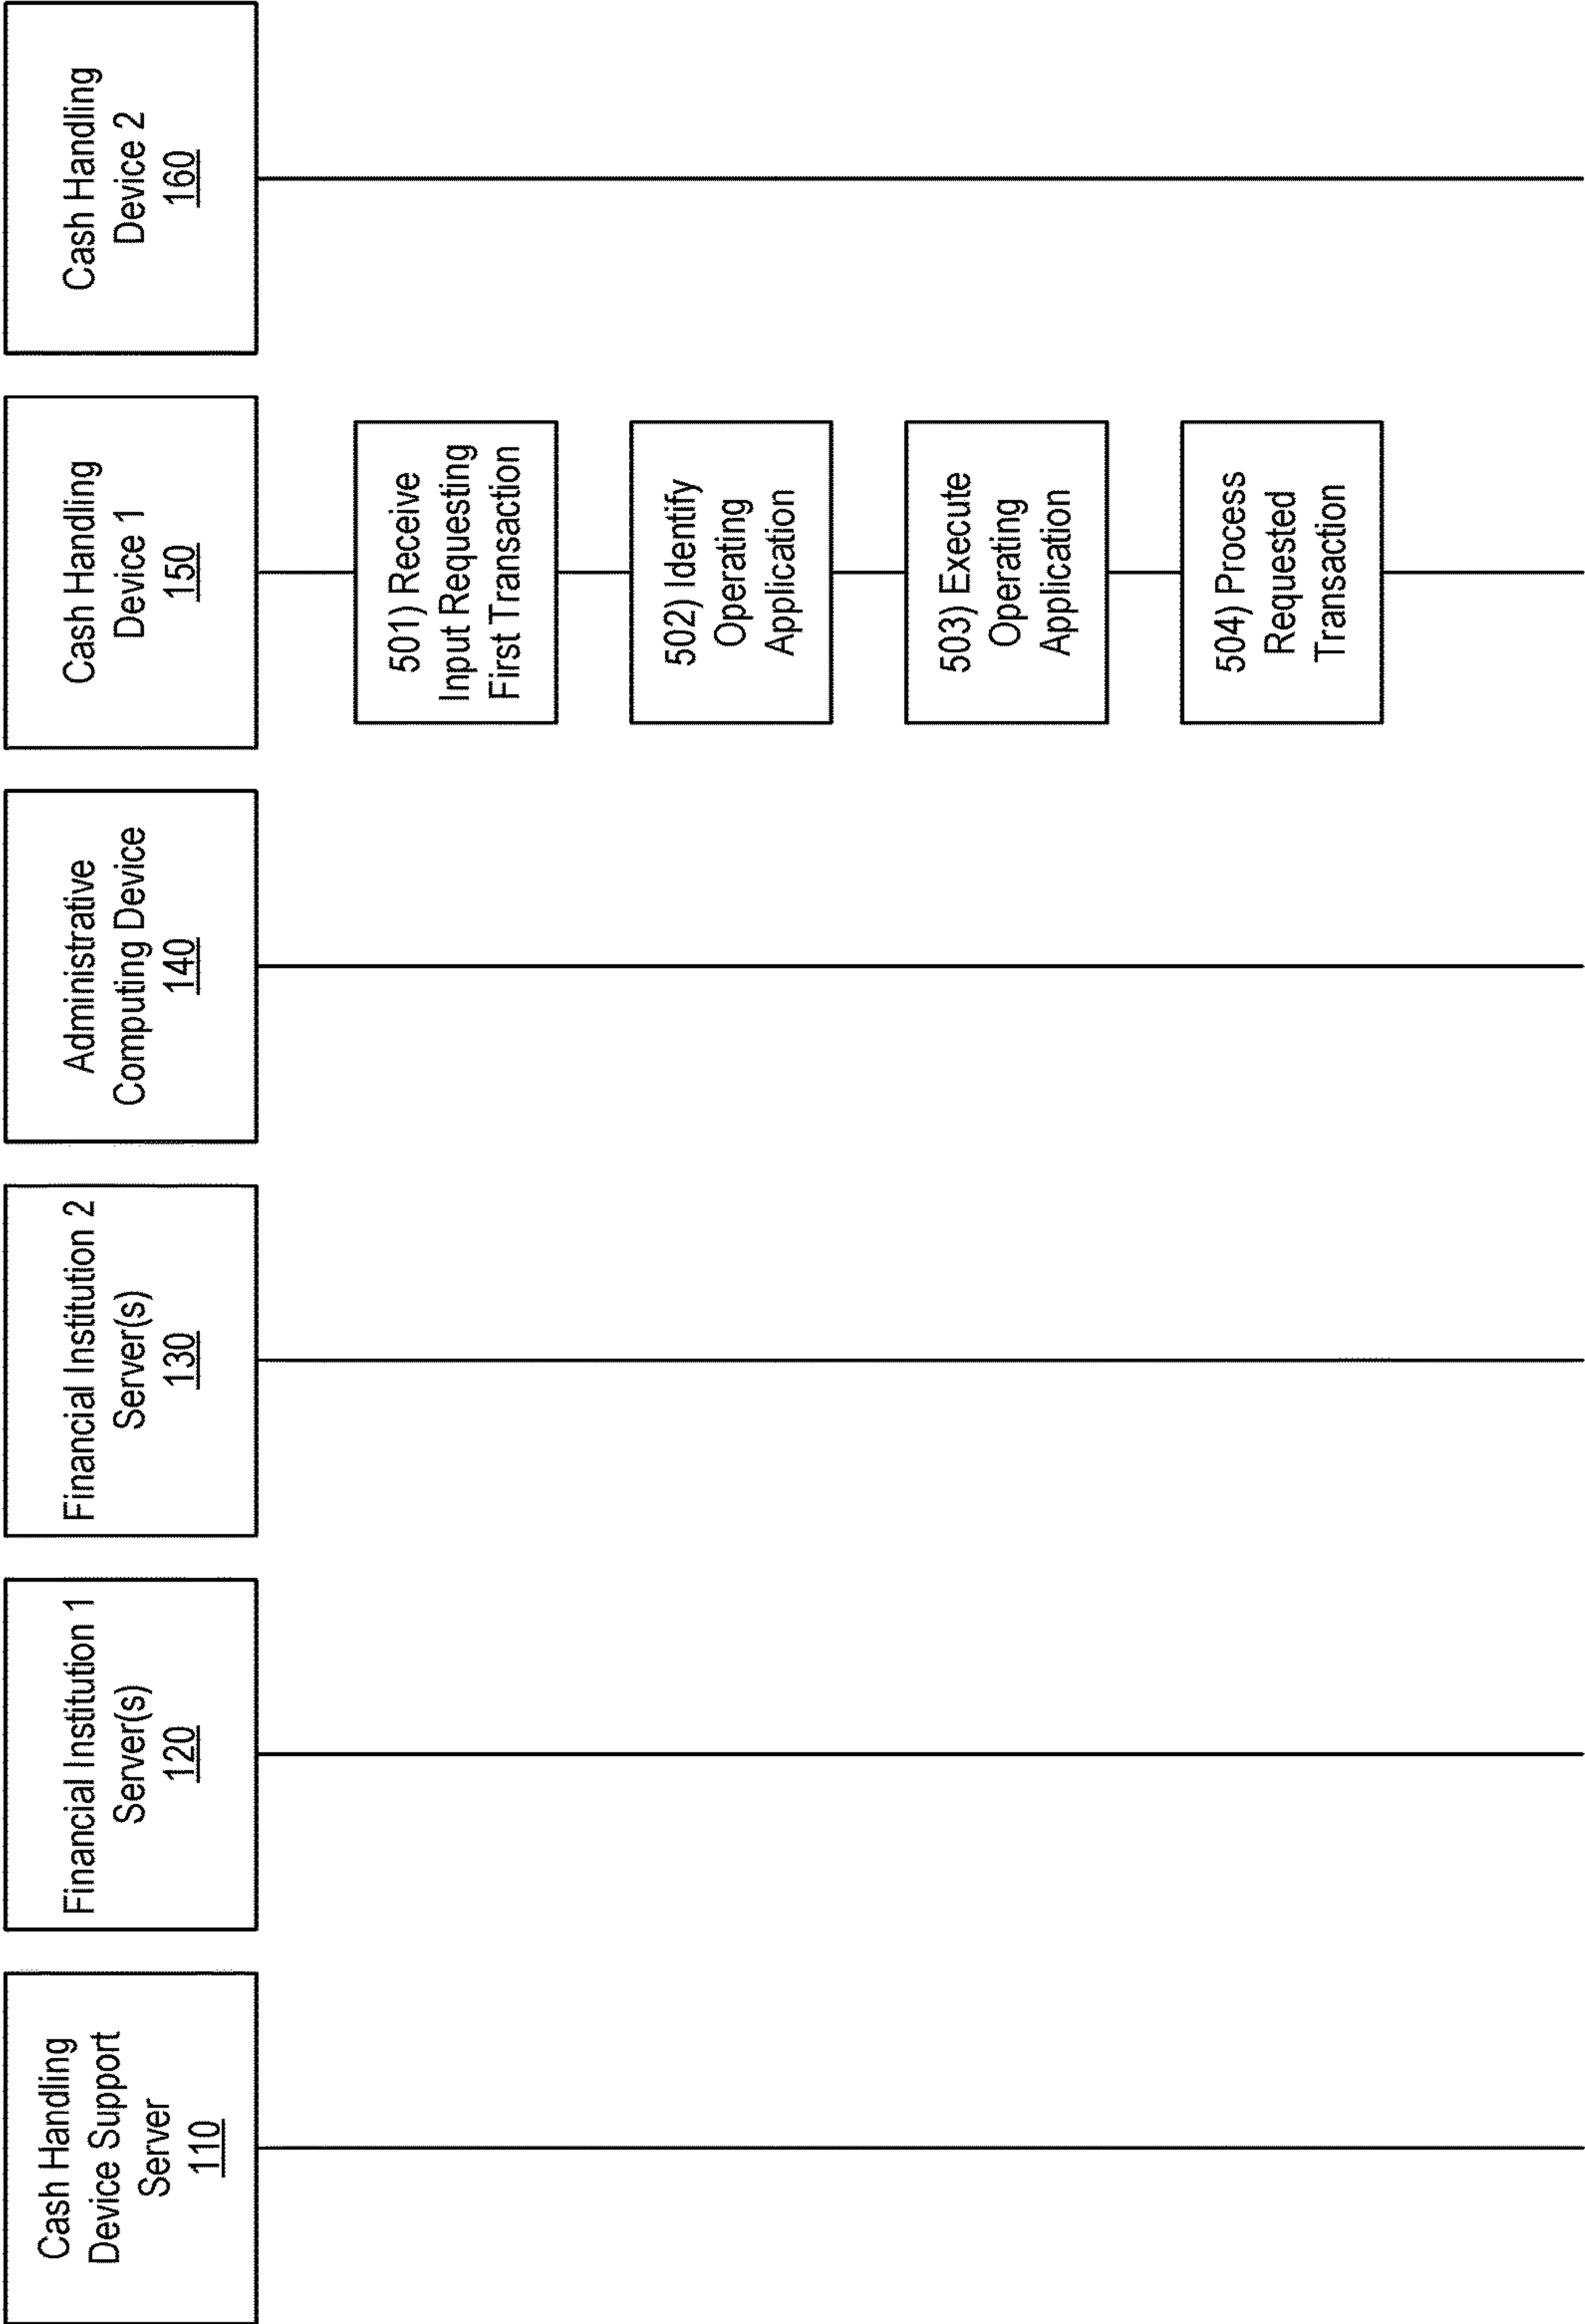 Cash Handling
Device Support
Server
110
Financial Institution 1
Server(s)
120
Financial Institution 2
Server(s)
130
Administrative
Computing Device
140
Cash Handling
Device 1
150
Cash Handling
Device 2
160
501) Receive
Input Requesting
First Transaction
502) Identify
Operating
Application
503) Execute
Operating
Application
504) Process
Requested
Transaction